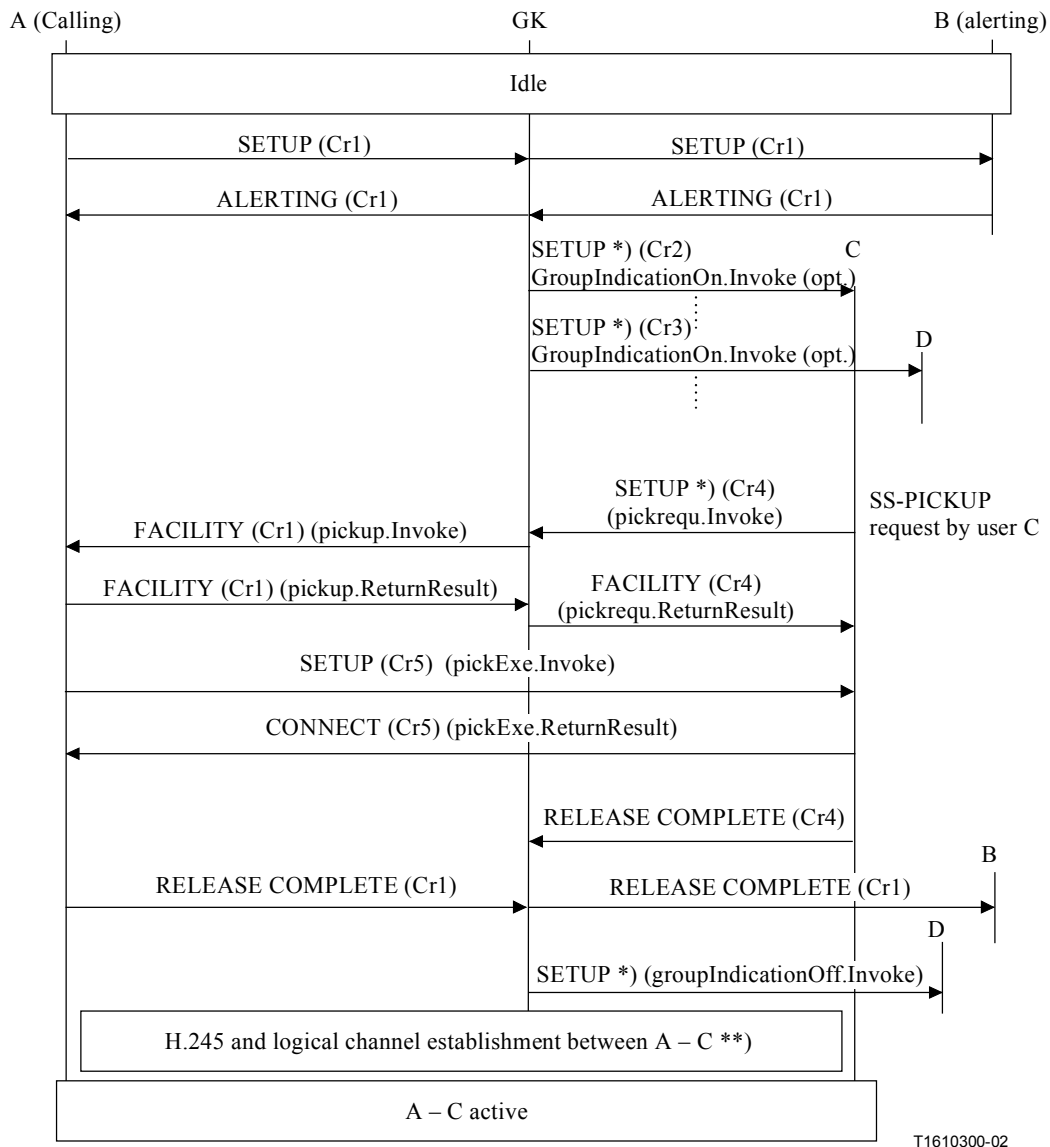 A (Calling) GK B (alerting)
Idle
SETUP (Cr1) SETUP (Cr1)
ALERTING (Cr1) ALERTING (Cr1)
SETUP *) (Cr2) C
GroupIndicationOn.Invoke (opt.)
SETUP *) (Cr3)
D
GroupIndicationOn.Invoke (opt.)
SETUP *) (Cr4)
(pickrequ.Invoke)
SS-PICKUP
request by user C
FACILITY (Cr1) (pickup.Invoke)
FACILITY (Cr1) (pickup.ReturnResult)
FACILITY (Cr4)
(pickrequ.ReturnResult)
SETUP (Cr5) (pickExe.Invoke)
CONNECT (Cr5) (pickExe.ReturnResult)
RELEASE COMPLETE (Cr4)
B
RELEASE COMPLETE (Cr1) RELEASE COMPLETE (Cr1)
D
SETUP *) (groupIndicationOff.Invoke)
H.245 and logical channel establishment between A – C **)
A – C active
T1610300-02